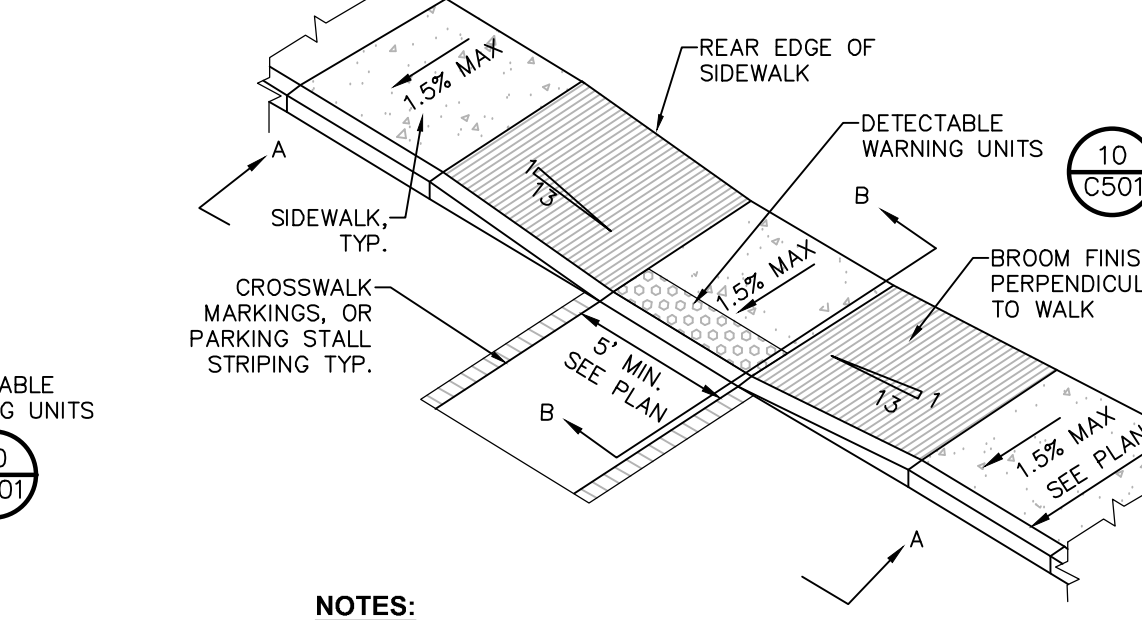 REAR EDGE OF
SIDEWALK
1.5% MAX
DETECTABLE
WARNING UNITS
10
C501
A
1
13
B
SIDEWALK,
TYP.
1.5% MAX
BROOM FINIS
PERPENDICUL
TO WALK
CROSSWALK
MARKINGS, OR
PARKING STALL
STRIPING TYP.
5' MIN.
SEE PLAN
ABLE
G UNITS
13
1
B
1.5% MAX
SEE PLAN
0
01
A
NOTES: